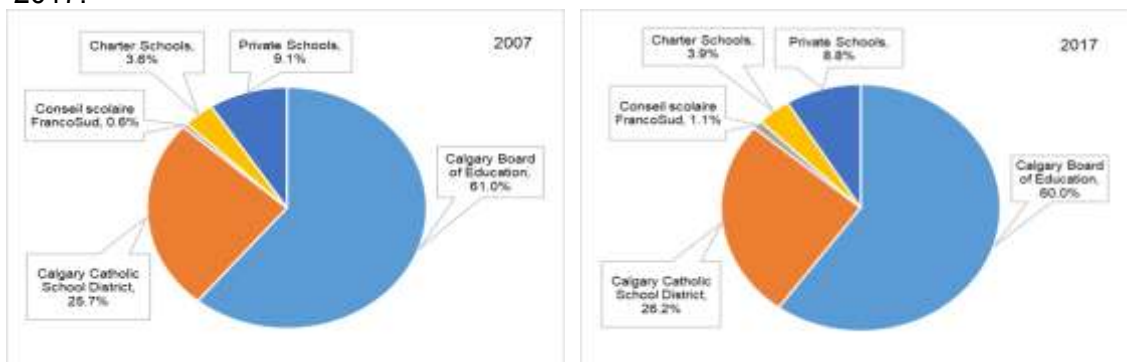 2017.
2007
Charter Schools,
3.6%
Private Schools,
9.1%
Conseil scolaire
FrancoSud, 0.6%
Calgary Board
of Education,
61.0%
Calgary Catholic
School District,
25.7%
2017
Charter Schools,
3.9%
Private Schools,
8.8%
Conseil scolaire
FrancoSud, 1.1%
Calgary Board
of Education,
60.0%
Calgary Catholic
School District,
26.2%